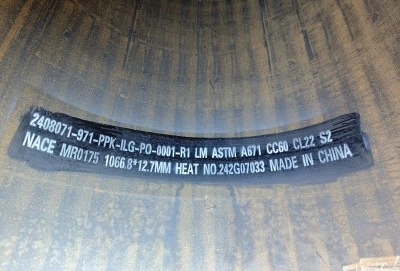 2408071-971-PPK-ILG-PO-0001-R1 LM ASTM A671 CC60 CL22 S2
NACE MR0175 1066.8*12.7MM HEAT NO.242G07033 MADE IN CHINA